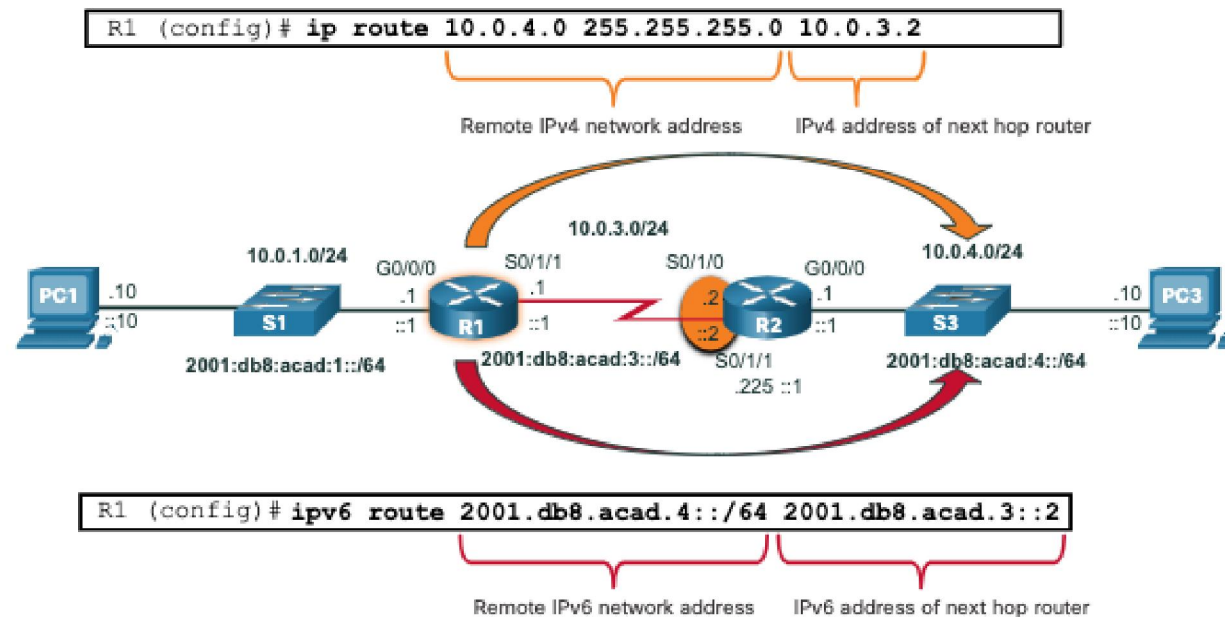 R1 (config)# ip route 10.0.4.0 255.255.255.0 10.0.3.2
Remote IPv4 network address IPv4 address of next hop router
10.0.3.0/24
10.0.1.0/24 10.0.4.0/24
G0/0/0 S0/1/1 S0/1/0 G0/0/0
PC1 .10 .1 .1 .2 .1 .10 PC3
::10 S1 ::1 R1 ::1 ::2 R2 ::1 S3 ::10
2001:db8:acad:1::/64 2001:db8:acad:3::/64 S0/1/1 2001:db8:acad:4::/64
.225 ::1
R1 (config)# ipv6 route 2001.db8.acad.4::/64 2001.db8.acad.3::2
Remote IPv6 network address IPv6 address of next hop router